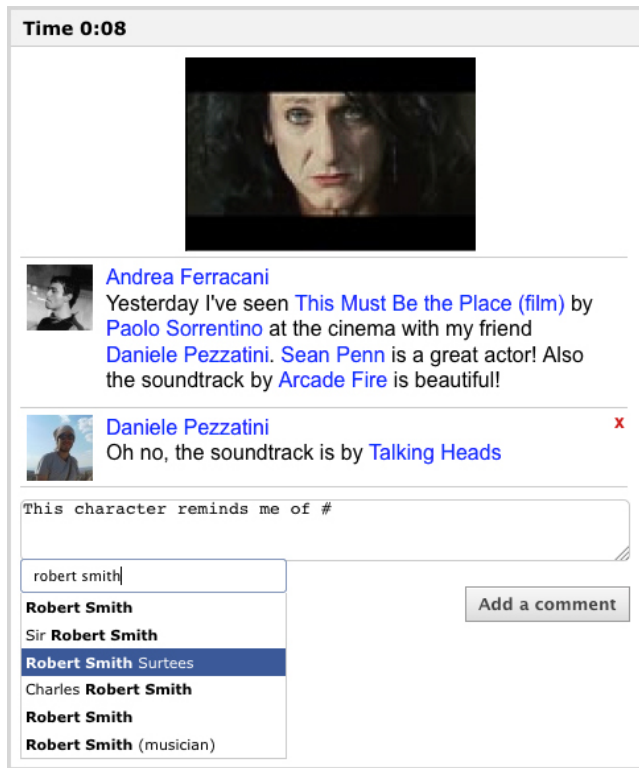 Time 0:08
Andrea Ferracani
Yesterday I've seen This Must Be the Place (film) by
Paolo Sorrentino at the cinema with my friend
Daniele Pezzatini. Sean Penn is a great actor! Also
the soundtrack by Arcade Fire is beautiful!
Daniele Pezzatini x
Oh no, the soundtrack is by Talking Heads
This character reminds me of #
robert smith
Add a comment
Robert Smith
Sir Robert Smith
Robert Smith Surtees
Charles Robert Smith
Robert Smith
Robert Smith (musician)